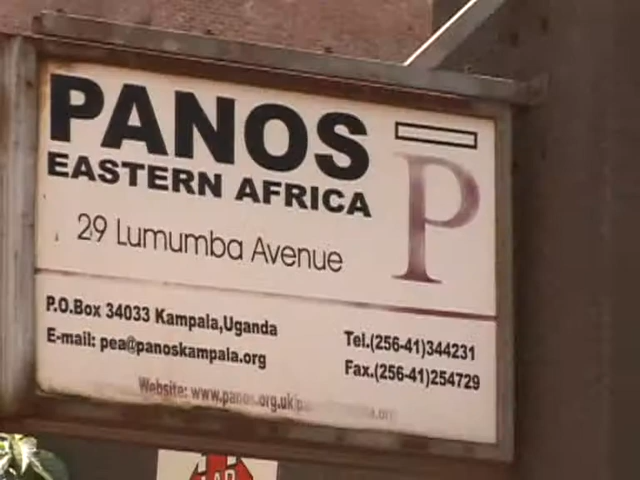 PANOS
EASTERN AFRICA
P
29 Lumumba Avenue
P.O.Box 34033 Kampala,Uganda
E-mail: pea@panoskampala.org
Tel.(256-41)344231
Fax.(256-41)254729
Website: www.panos.org.uk